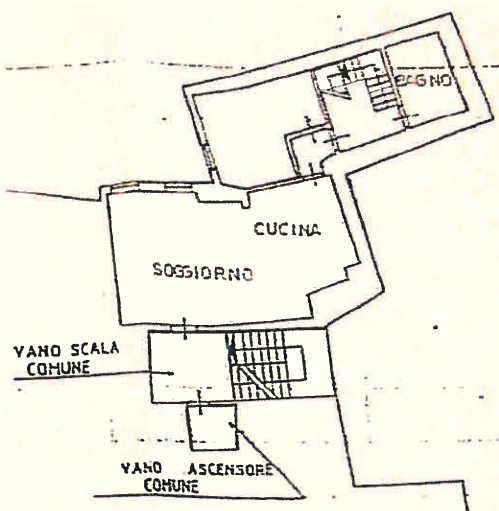 BAGNO
CUCINA
SOGGIORNO
VANO SCALA
COMUNE
VANO ASCENSORE
COMUNE